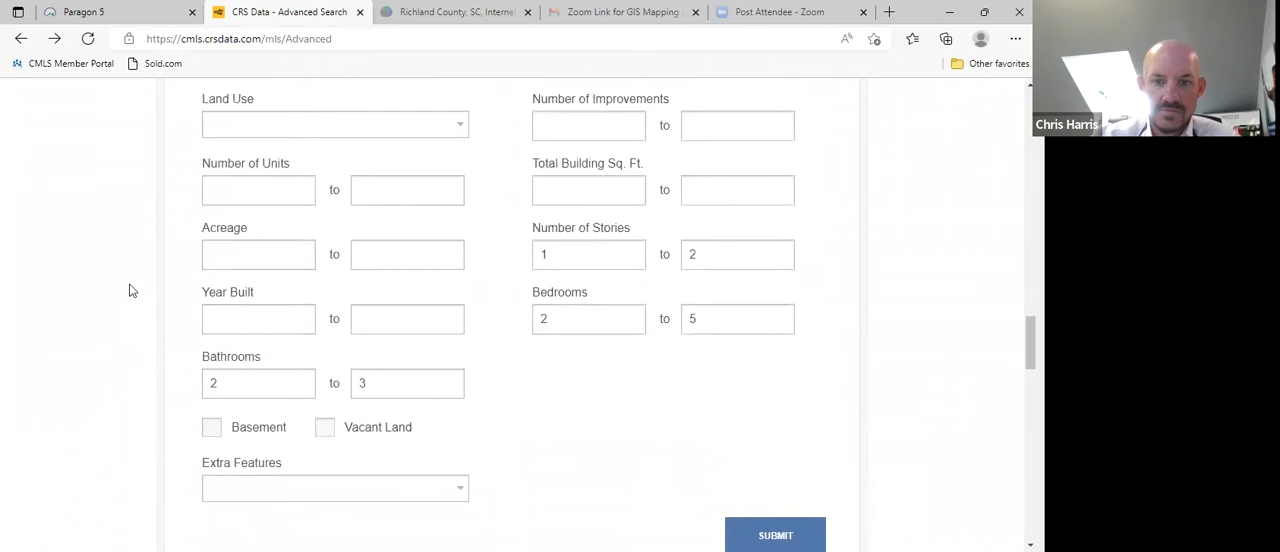 Paragon 5
CRS Data - Advanced Search
Richland County, SC, Interne
Zoom Link for GIS Mapping
Post Attendee - Zoom
https://cmls.crsdata.com/mls/Advanced
CMLS Member Portal
Sold.com
Other favorites
Chris Harris
Land Use
Number of Improvements
to
Number of Units
Total Building Sq. Ft.
to
to
Acreage
Number of Stories
to
1 to 2
Year Built
Bedrooms
to
2 to 5
Bathrooms
2 to 3
Basement
Vacant Land
Extra Features
SUBMIT